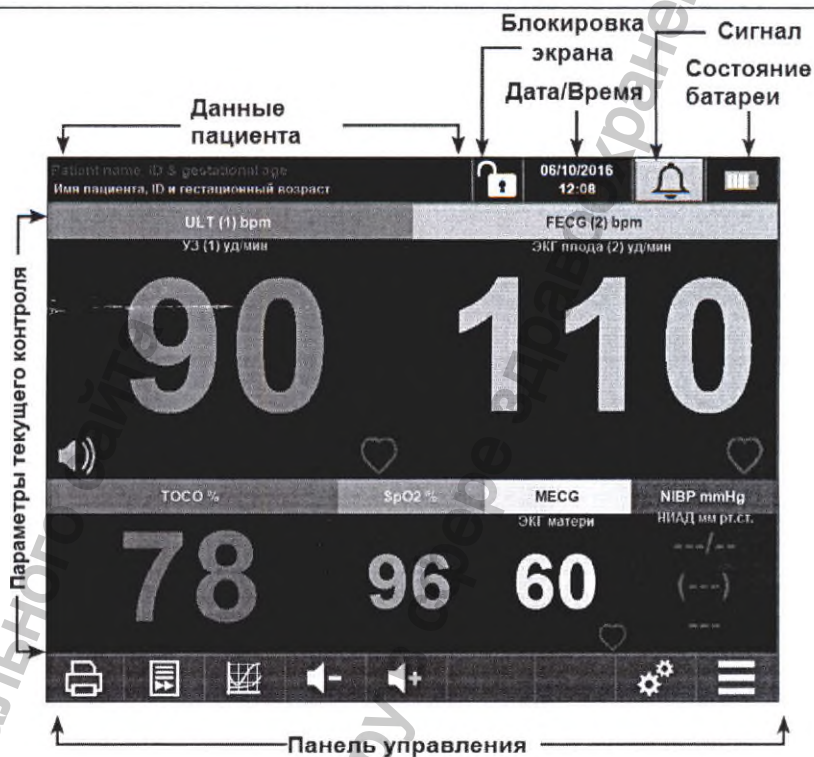 Блокировка
экрана
Сигнал
Дата/Время
Состояние
батареи
Данные
пациента
Patient name, ID & gestational age
Имя пациента, ID и гестационный возраст
06/10/2016
12:08
ULT (1) bpm
УЗ (1) уд/мин
FECG (2) bpm
ЭКГ плода (2) уд/мин
90
110
Параметры текущего контроля
TOCO %
SpO2 %
MECG
ЭКГ матери
NIBP mmHg
НИАД мм рт.ст.
78
96
60
---/--
(---)
---
Панель управления
сайта
сфере здрав